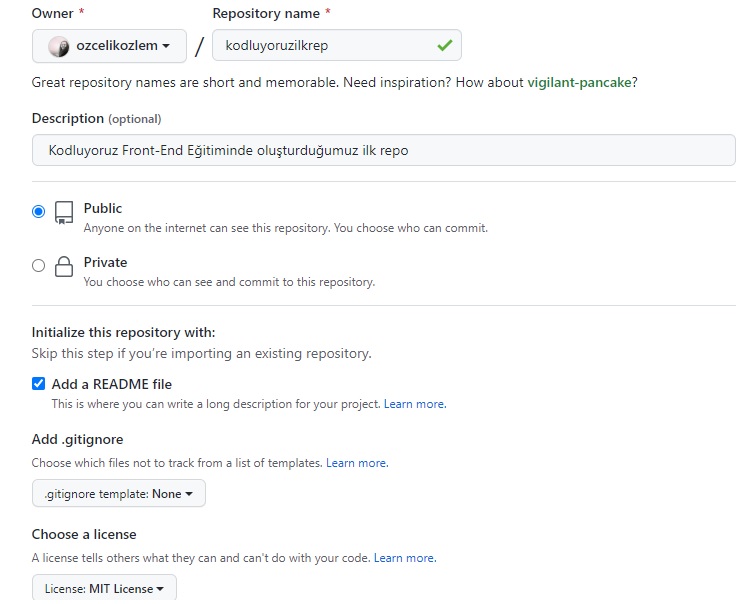 Owner *
Repository name *
ozcelikozlem / kodluyoruzilkrep
Great repository names are short and memorable. Need inspiration? How about vigilant-pancake?
Description (optional)
Kodluyoruz Front-End Eğitiminde oluşturduğumuz ilk repo
Public
Anyone on the internet can see this repository. You choose who can commit.
Private
You choose who can see and commit to this repository.
Initialize this repository with:
Skip this step if you're importing an existing repository.
Add a README file
This is where you can write a long description for your project. Learn more.
Add .gitignore
Choose which files not to track from a list of templates. Learn more.
.gitignore template: None
Choose a license
A license tells others what they can and can't do with your code. Learn more.
License: MIT License